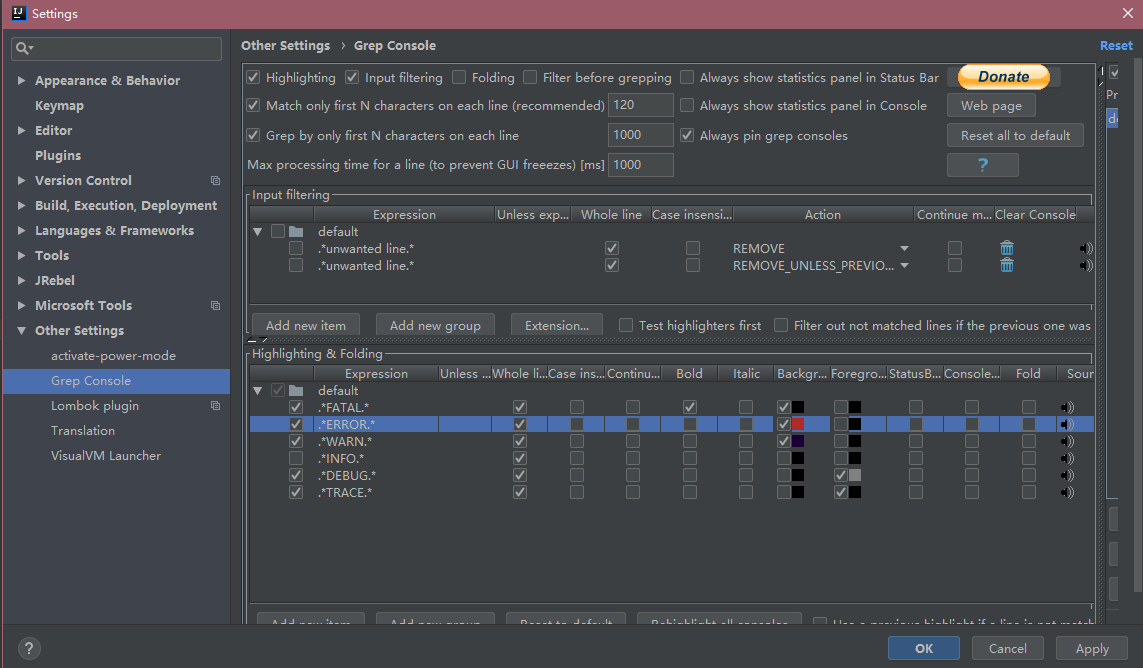 Settings
Other Settings › Grep Console
Reset
Appearance & Behavior
Keymap
Editor
Plugins
Version Control
Build, Execution, Deployment
Languages & Frameworks
Tools
JRebel
Microsoft Tools
Other Settings
activate-power-mode
Grep Console
Lombok plugin
Translation
VisualVM Launcher
Highlighting Input filtering Folding Filter before grepping Always show statistics panel in Status Bar Donate
Match only first N characters on each line (recommended) 120 Always show statistics panel in Console Web page
Grep by only first N characters on each line 1000 Always pin grep consoles Reset all to default
Max processing time for a line (to prevent GUI freeezes) [ms] 1000 ?
Pr
Input filtering
Expression Unless exp... Whole line Case insensi... Action Continue m... Clear Console
default
.*unwanted line.* REMOVE
.*unwanted line.* REMOVE_UNLESS_PREVIO...
Add new item Add new group Extension... Test highlighters first Filter out not matched lines if the previous one was
Highlighting & Folding
Expression Unless ... Whole li... Case ins... Continu... Bold Italic Backgr... Foregro... StatusB... Console... Fold Sour
default
.*FATAL.*
.*ERROR.*
.*WARN.*
.*INFO.*
.*DEBUG.*
.*TRACE.*
Add new item Add new group Reset to default Rehighlight all consoles Use a previous highlight if a line is not match
? OK Cancel Apply